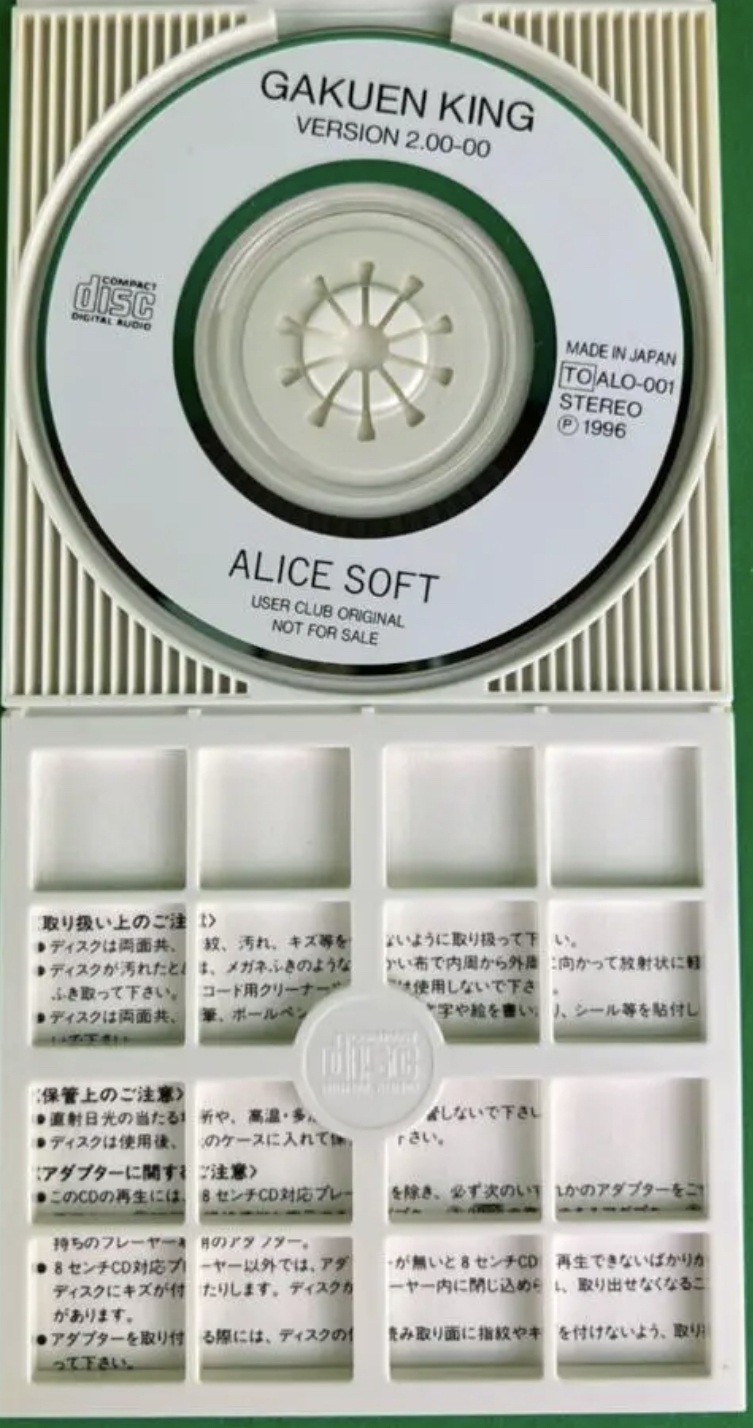 GAKUEN KING
VERSION 2.00-00
COMPACT
disc
DIGITAL AUDIO
MADE IN JAPAN
TO ALO-001
STEREO
Ⓟ 1996
ALICE SOFT
USER CLUB ORIGINAL
NOT FOR SALE
取り扱い上のご注 〉
●ディスクは両面共、 紋、汚れ、キズ等を ないように取り扱って下 い。
●ディスクが汚れたと は、メガネふきのような かい布で内周から外周 に向かって放射状に軽
ふき取って下さい。 コード用クリーナー は使用しないで下さ 。
●ディスクは両面共、 筆、ボールペン 文字や絵を書い り、シール等を貼付し
いで下さい
disc
DIGITAL AUDIO
〈保管上のご注意〉
●直射日光の当たる 所や、高温・多 管しないで下さい
●ディスクは使用後、 のケースに入れて保 下さい。
アダプターに関す ご注意〉
●このCDの再生には、 8センチCD対応プレー を除き、必ず次のいず れかのアダプターをご
持ちのプレーヤー 用のアダプター。
●8センチCD対応プ ーヤー以外では、アダ が無いと8センチCD 再生できないばかりか
ディスクにキズが付 たりします。ディスクが ーヤー内に閉じ込め 、取り出せなくなるこ
があります。
●アダプターを取り付 る際には、ディスクの 読み取り面に指紋やキ を付けないよう、取り
って下さい。